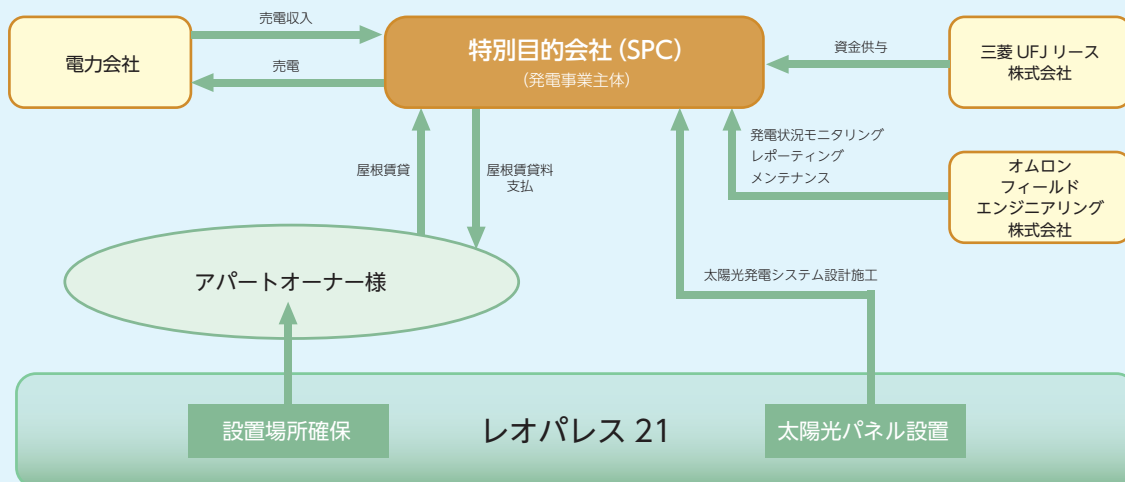 売電収入
電力会社
売電
特別目的会社 (SPC)
(発電事業主体)
資金供与
三菱 UFJ リース
株式会社
屋根賃貸
屋根賃貸料
支払
発電状況モニタリング
レポーティング
メンテナンス
オムロン
フィールド
エンジニアリング
株式会社
アパートオーナー様
太陽光発電システム設計施工
設置場所確保
レオパレス 21
太陽光パネル設置